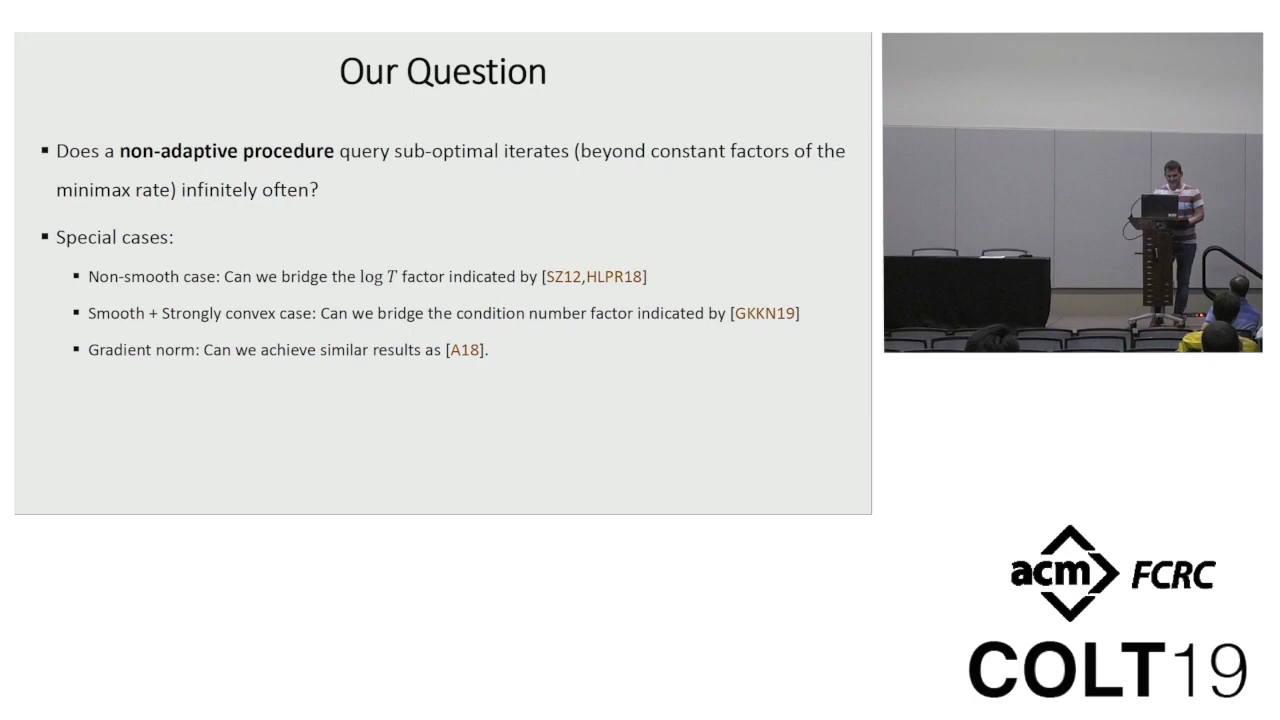 Our Question
▪ Does a non-adaptive procedure query sub-optimal iterates (beyond constant factors of the
minimax rate) infinitely often?
▪ Special cases:
▪ Non-smooth case: Can we bridge the log T factor indicated by [SZ12,HLPR18]
▪ Smooth + Strongly convex case: Can we bridge the condition number factor indicated by [GKKN19]
▪ Gradient norm: Can we achieve similar results as [A18].
acm FCRC
COLT19